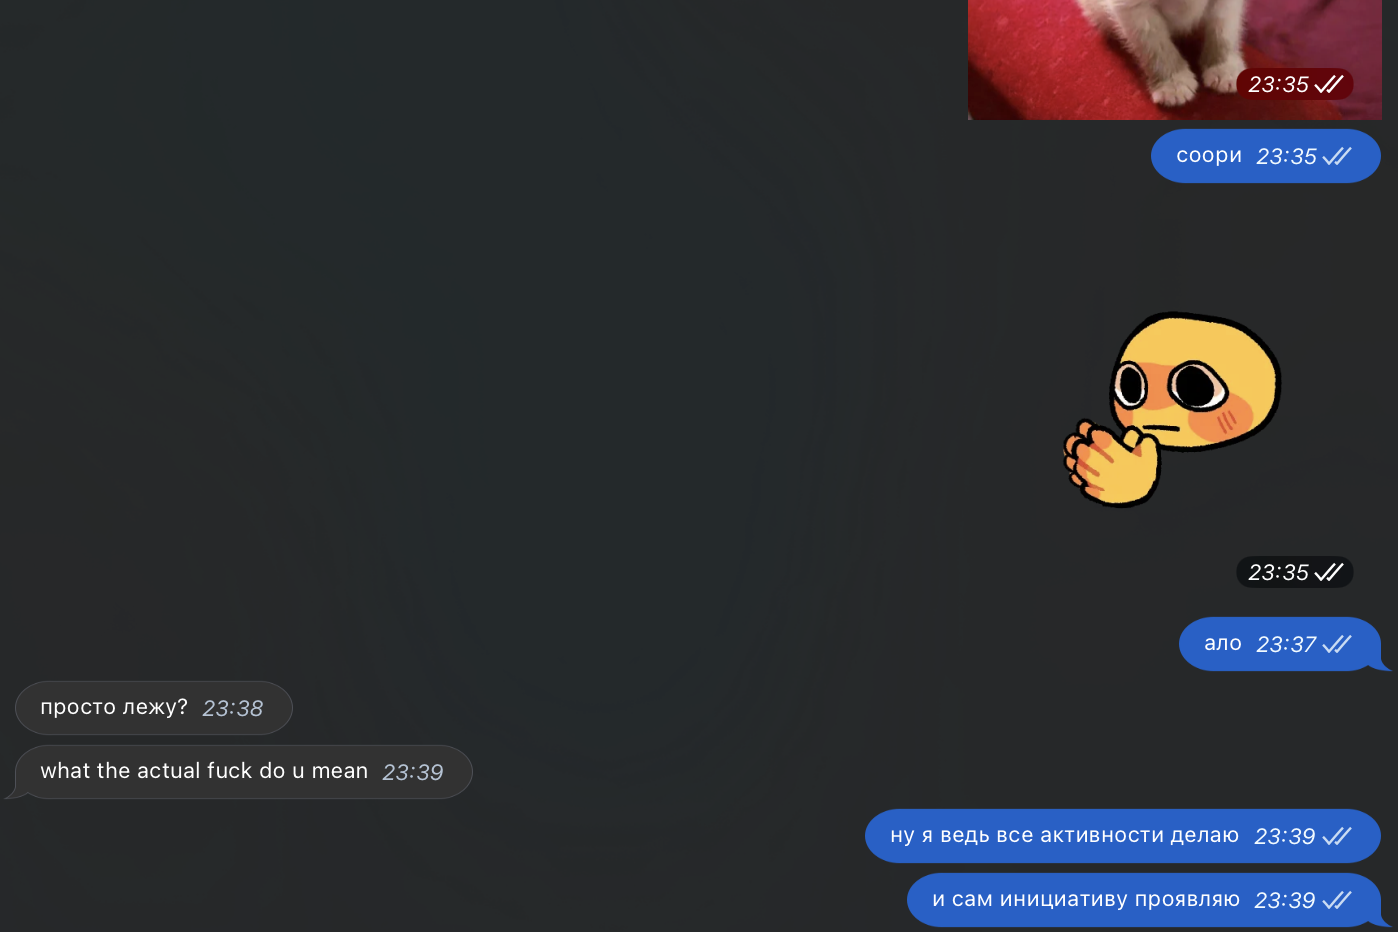 23:35
соори 23:35
23:35
ало 23:37
просто лежу? 23:38
what the actual fuck do u mean 23:39
ну я ведь все активности делаю 23:39
и сам инициативу проявляю 23:39